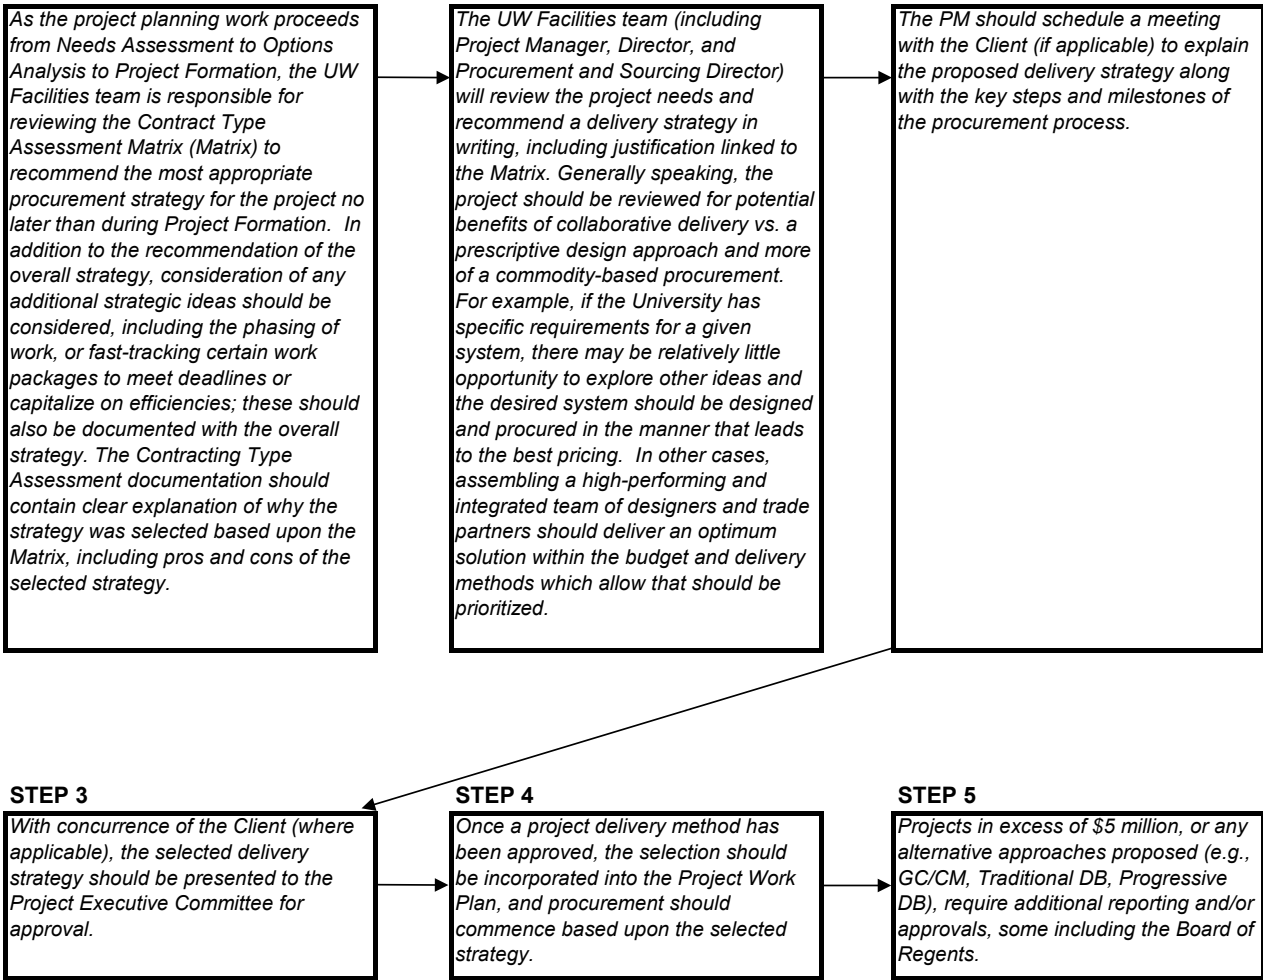 As the project planning work proceeds
from Needs Assessment to Options
Analysis to Project Formation, the UW
Facilities team is responsible for
reviewing the Contract Type
Assessment Matrix (Matrix) to
recommend the most appropriate
procurement strategy for the project no
later than during Project Formation.  In
addition to the recommendation of the
overall strategy, consideration of any
additional strategic ideas should be
considered, including the phasing of
work, or fast-tracking certain work
packages to meet deadlines or
capitalize on efficiencies; these should
also be documented with the overall
strategy. The Contracting Type
Assessment documentation should
contain clear explanation of why the
strategy was selected based upon the
Matrix, including pros and cons of the
selected strategy.
The UW Facilities team (including
Project Manager, Director, and
Procurement and Sourcing Director)
will review the project needs and
recommend a delivery strategy in
writing, including justification linked to
the Matrix. Generally speaking, the
project should be reviewed for potential
benefits of collaborative delivery vs. a
prescriptive design approach and more
of a commodity-based procurement.
For example, if the University has
specific requirements for a given
system, there may be relatively little
opportunity to explore other ideas and
the desired system should be designed
and procured in the manner that leads
to the best pricing.  In other cases,
assembling a high-performing and
integrated team of designers and trade
partners should deliver an optimum
solution within the budget and delivery
methods which allow that should be
prioritized.
The PM should schedule a meeting
with the Client (if applicable) to explain
the proposed delivery strategy along
with the key steps and milestones of
the procurement process.
STEP 3
With concurrence of the Client (where
applicable), the selected delivery
strategy should be presented to the
Project Executive Committee for
approval.
STEP 4
Once a project delivery method has
been approved, the selection should
be incorporated into the Project Work
Plan, and procurement should
commence based upon the selected
strategy.
STEP 5
Projects in excess of $5 million, or any
alternative approaches proposed (e.g.,
GC/CM, Traditional DB, Progressive
DB), require additional reporting and/or
approvals, some including the Board of
Regents.